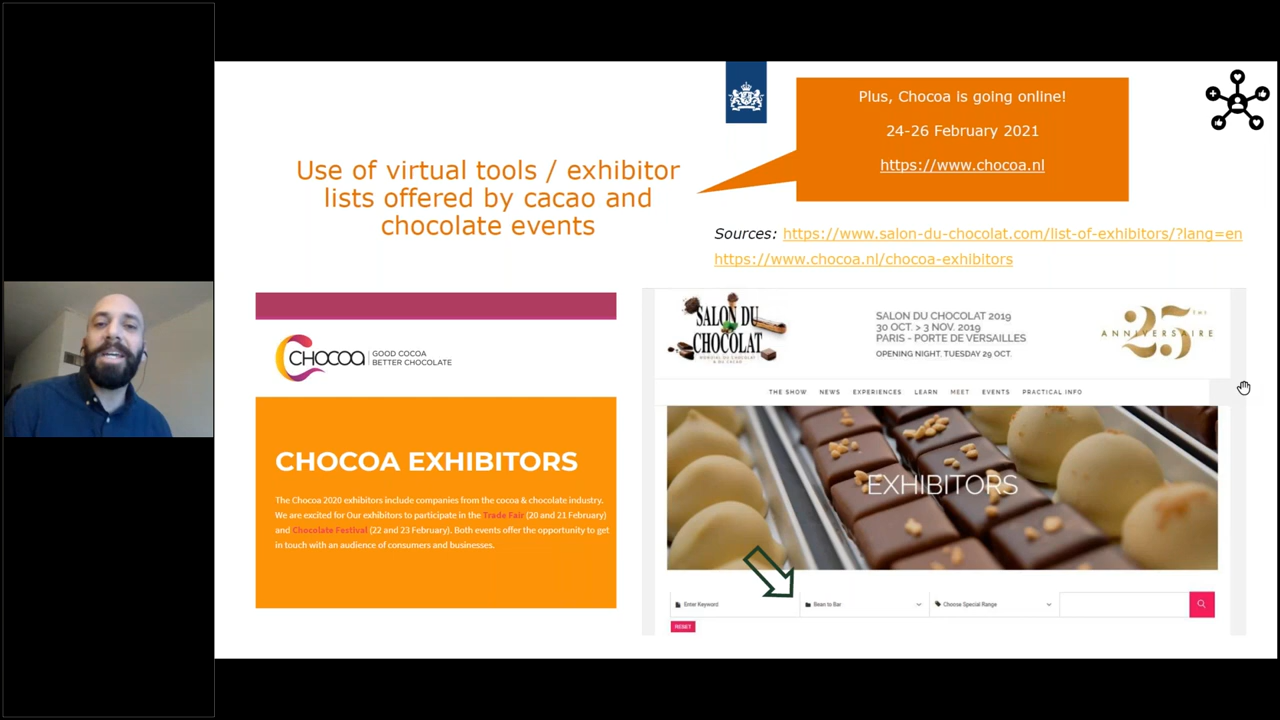 Plus, Chocoa is going online!
24-26 February 2021
https://www.chocoa.nl
Use of virtual tools / exhibitor
lists offered by cacao and
chocolate events
Sources: https://www.salon-du-chocolat.com/list-of-exhibitors/?lang=en
https://www.chocoa.nl/chocoa-exhibitors
CHOCOA
GOOD COCOA
BETTER CHOCOLATE
CHOCOA EXHIBITORS
The Chocoa 2020 exhibitors include companies from the cocoa & chocolate industry.
We are excited for Our exhibitors to participate in the Trade Fair (20 and 21 February)
and Chocolate Festival (22 and 23 February). Both events offer the opportunity to get
in touch with an audience of consumers and businesses.
SALON DU
CHOCOLAT
MONDIAL DU CHOCOLAT
& DU CACAO
SALON DU CHOCOLAT 2019
30 OCT. > 3 NOV. 2019
PARIS - PORTE DE VERSAILLES
OPENING NIGHT, TUESDAY 29 OCT.
25 ÈME
ANNIVERSAIRE
THE SHOW NEWS EXPERIENCES LEARN MEET EVENTS PRACTICAL INFO
EXHIBITORS
Enter Keyword Bean to Bar Choose Special Range
RESET